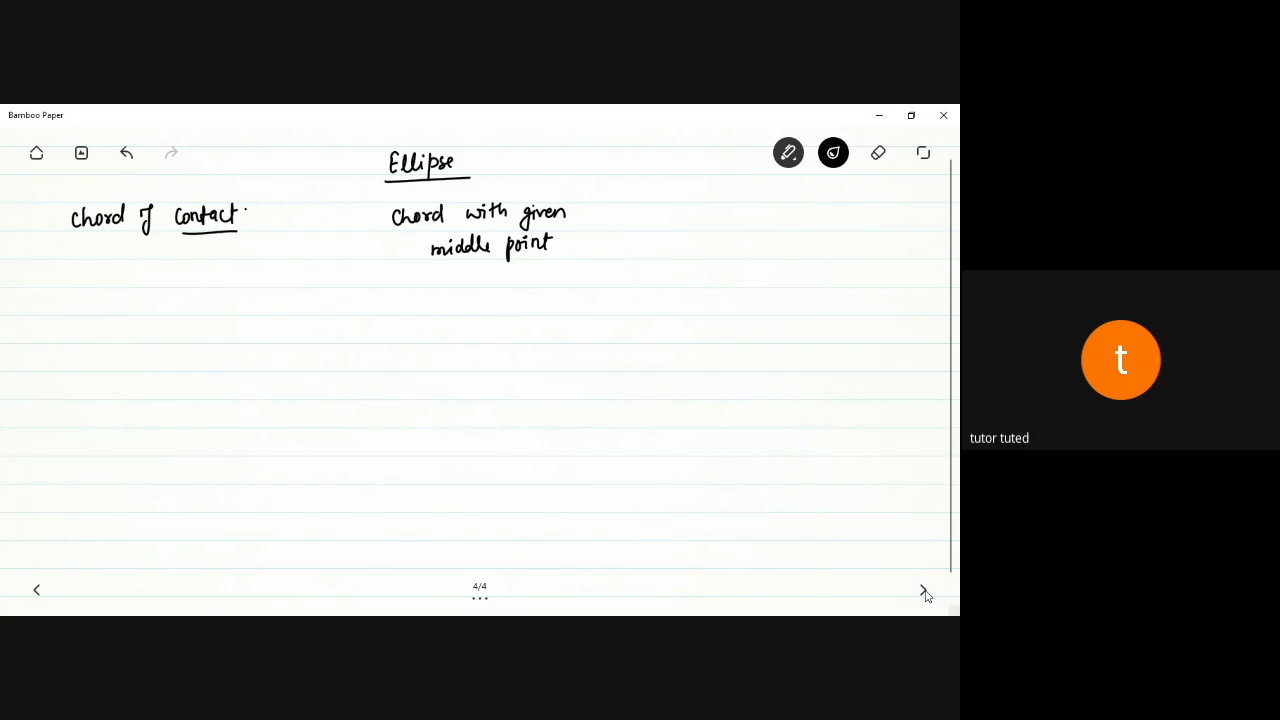 Bamboo Paper
Ellipse
Chord of Contact.
Chord with given
middle point
4/4
t
tutor tuted